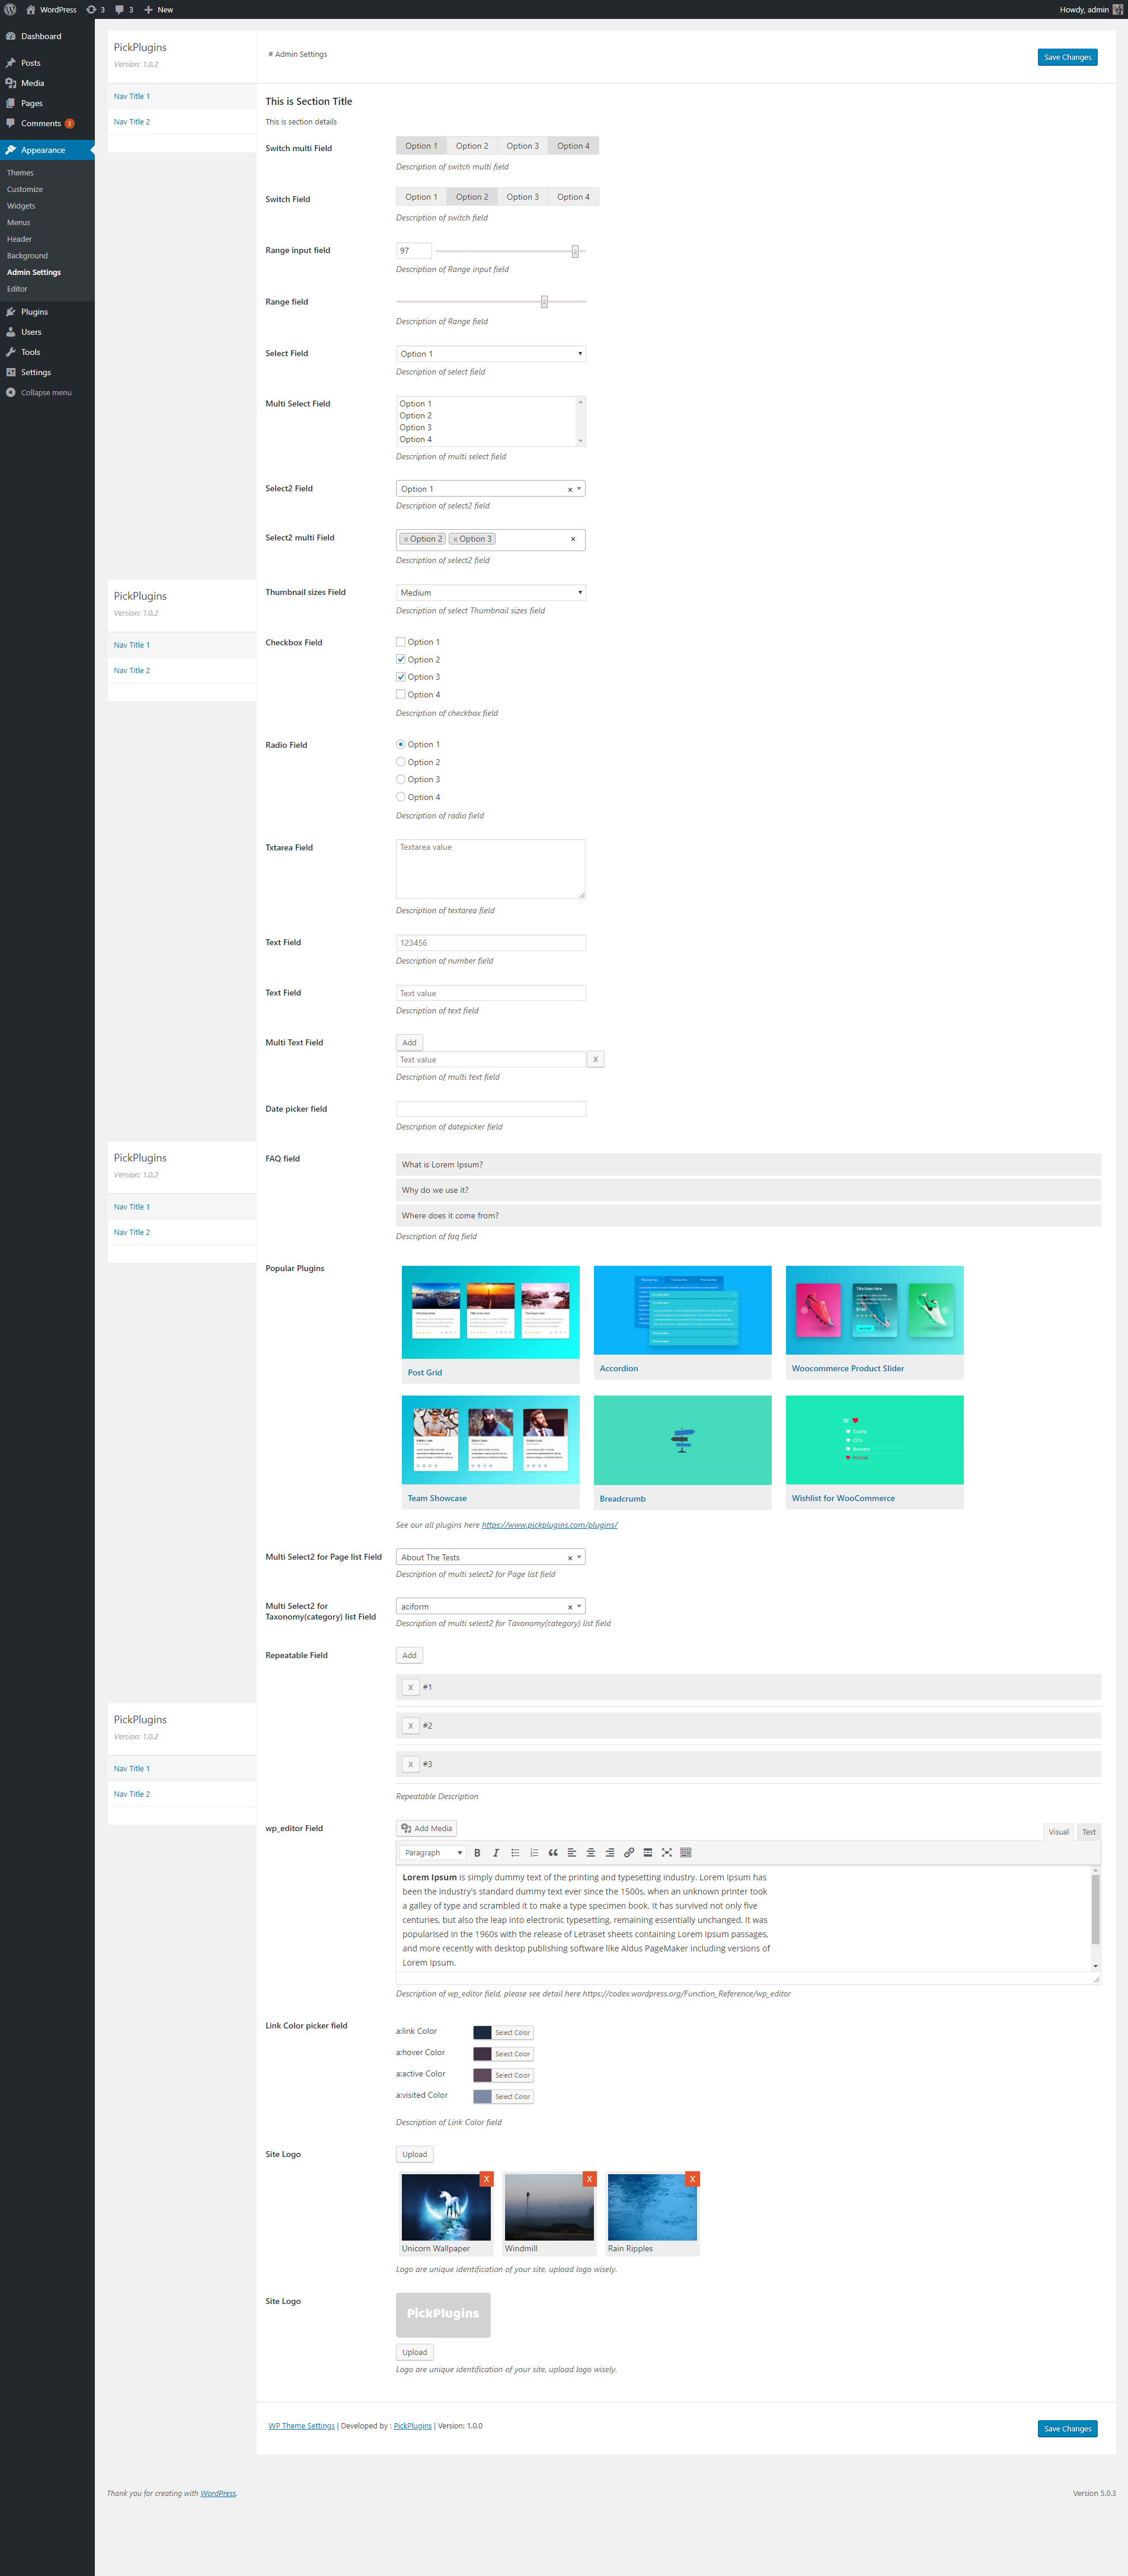 WordPress 3 3 New Howdy, admin
Dashboard
Posts
Media
Pages
Comments 3
Appearance
Themes
Customize
Widgets
Menus
Header
Background
Admin Settings
Editor
Plugins
Users
Tools
Settings
Collapse menu
PickPlugins
Version: 1.0.2
Nav Title 1
Nav Title 2
# Admin Settings
Save Changes
This is Section Title
This is section details
Switch multi Field
Option 1 Option 2 Option 3 Option 4
Description of switch multi field
Switch Field
Option 1 Option 2 Option 3 Option 4
Description of switch field
Range input field
97
Description of Range input field
Range field
Description of Range field
Select Field
Option 1
Description of select field
Multi Select Field
Option 1
Option 2
Option 3
Option 4
Description of multi select field
Select2 Field
Option 1 ×
Description of select2 field
Select2 multi Field
× Option 2 × Option 3 ×
Description of select2 field
PickPlugins
Version: 1.0.2
Nav Title 1
Nav Title 2
Thumbnail sizes Field
Medium
Description of select Thumbnail sizes field
Checkbox Field
Option 1
Option 2
Option 3
Option 4
Description of checkbox field
Radio Field
Option 1
Option 2
Option 3
Option 4
Description of radio field
Txtarea Field
Textarea value
Description of textarea field
Text Field
123456
Description of number field
Text Field
Text value
Description of text field
Multi Text Field
Add
Text value X
Description of multi text field
Date picker field
Description of datepicker field
PickPlugins
Version: 1.0.2
Nav Title 1
Nav Title 2
FAQ field
What is Lorem Ipsum?
Why do we use it?
Where does it come from?
Description of faq field
Popular Plugins
Post Grid
Accordion
Woocommerce Product Slider
Team Showcase
Breadcrumb
Wishlist for WooCommerce
See our all plugins here https://www.pickplugins.com/plugins/
Multi Select2 for Page list Field
About The Tests ×
Description of multi select2 for Page list field
Multi Select2 for
Taxonomy(category) list Field
aciform ×
Description of multi select2 for Taxonomy(category) list field
Repeatable Field
Add
X #1
X #2
X #3
Repeatable Description
PickPlugins
Version: 1.0.2
Nav Title 1
Nav Title 2
wp_editor Field
Add Media
Visual Text
Paragraph B I
Lorem Ipsum is simply dummy text of the printing and typesetting industry. Lorem Ipsum has
been the industry's standard dummy text ever since the 1500s, when an unknown printer took
a galley of type and scrambled it to make a type specimen book. It has survived not only five
centuries, but also the leap into electronic typesetting, remaining essentially unchanged. It was
popularised in the 1960s with the release of Letraset sheets containing Lorem Ipsum passages,
and more recently with desktop publishing software like Aldus PageMaker including versions of
Lorem Ipsum.
Description of wp_editor field, please see detail here https://codex.wordpress.org/Function_Reference/wp_editor
Link Color picker field
a:link Color Select Color
a:hover Color Select Color
a:active Color Select Color
a:visited Color Select Color
Description of Link Color field
Site Logo
Upload
X X X
Unicorn Wallpaper Windmill Rain Ripples
Logo are unique identification of your site, upload logo wisely.
Site Logo
PickPlugins
Upload
Logo are unique identification of your site, upload logo wisely.
WP Theme Settings | Developed by : PickPlugins | Version: 1.0.0
Save Changes
Thank you for creating with WordPress.
Version 5.0.3